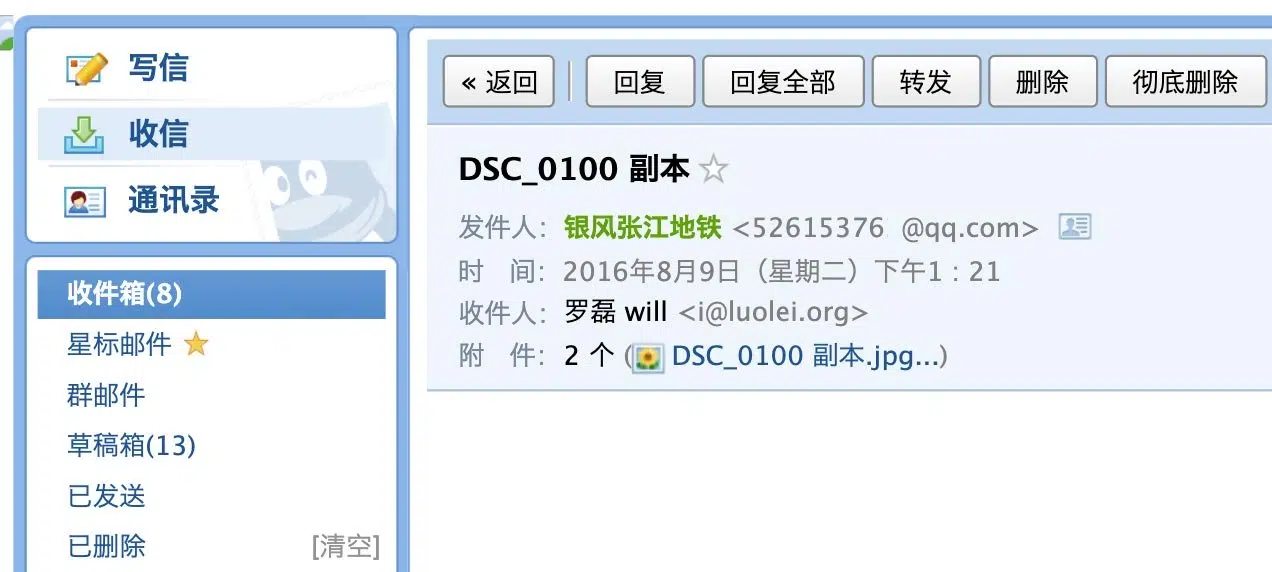 写信
收信
通讯录
收件箱(8)
星标邮件
群邮件
草稿箱(13)
已发送
已删除 [清空]
« 返回 回复 回复全部 转发 删除 彻底删除
DSC_0100 副本
发件人： 银风张江地铁 <52615376 @qq.com>
时 间： 2016年8月9日（星期二）下午1：21
收件人： 罗磊 will <i@luolei.org>
附 件： 2 个 (DSC_0100 副本.jpg...)